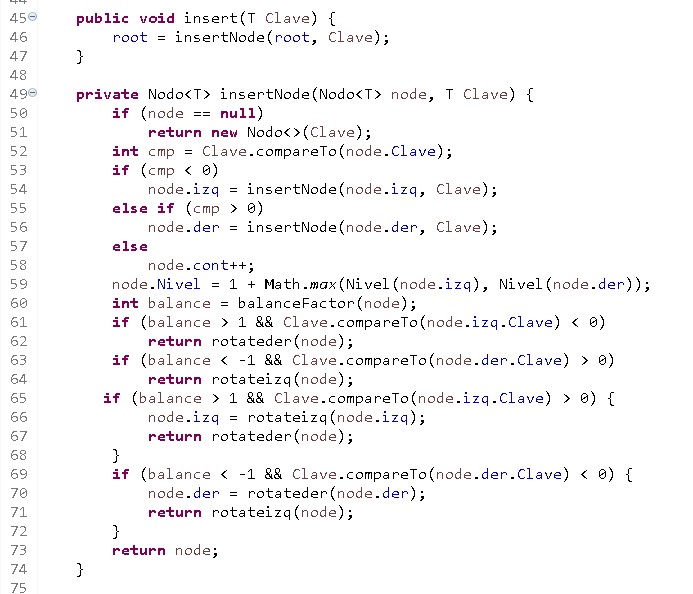 45 public void insert(T Clave) {
46 root = insertNode(root, Clave);
47 }
48
49 private Nodo<T> insertNode(Nodo<T> node, T Clave) {
50 if (node == null)
51 return new Nodo<>(Clave);
52 int cmp = Clave.compareTo(node.Clave);
53 if (cmp < 0)
54 node.izq = insertNode(node.izq, Clave);
55 else if (cmp > 0)
56 node.der = insertNode(node.der, Clave);
57 else
58 node.cont++;
59 node.Nivel = 1 + Math.max(Nivel(node.izq), Nivel(node.der));
60 int balance = balanceFactor(node);
61 if (balance > 1 && Clave.compareTo(node.izq.Clave) < 0)
62 return rotateder(node);
63 if (balance < -1 && Clave.compareTo(node.der.Clave) > 0)
64 return rotateizq(node);
65 if (balance > 1 && Clave.compareTo(node.izq.Clave) > 0) {
66 node.izq = rotateizq(node.izq);
67 return rotateder(node);
68 }
69 if (balance < -1 && Clave.compareTo(node.der.Clave) < 0) {
70 node.der = rotateder(node.der);
71 return rotateizq(node);
72 }
73 return node;
74 }
75